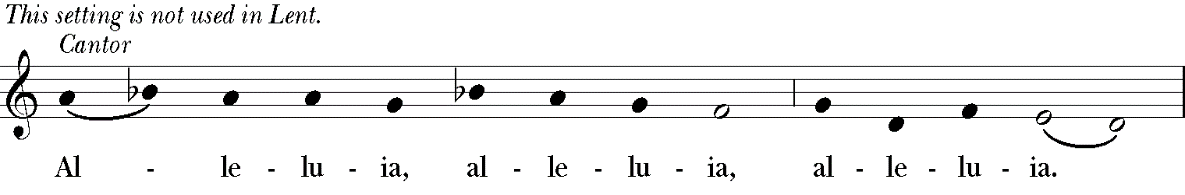 This setting is not used in Lent.
Cantor
Al - le - lu - ia, al - le - lu - ia, al - le - lu - ia.